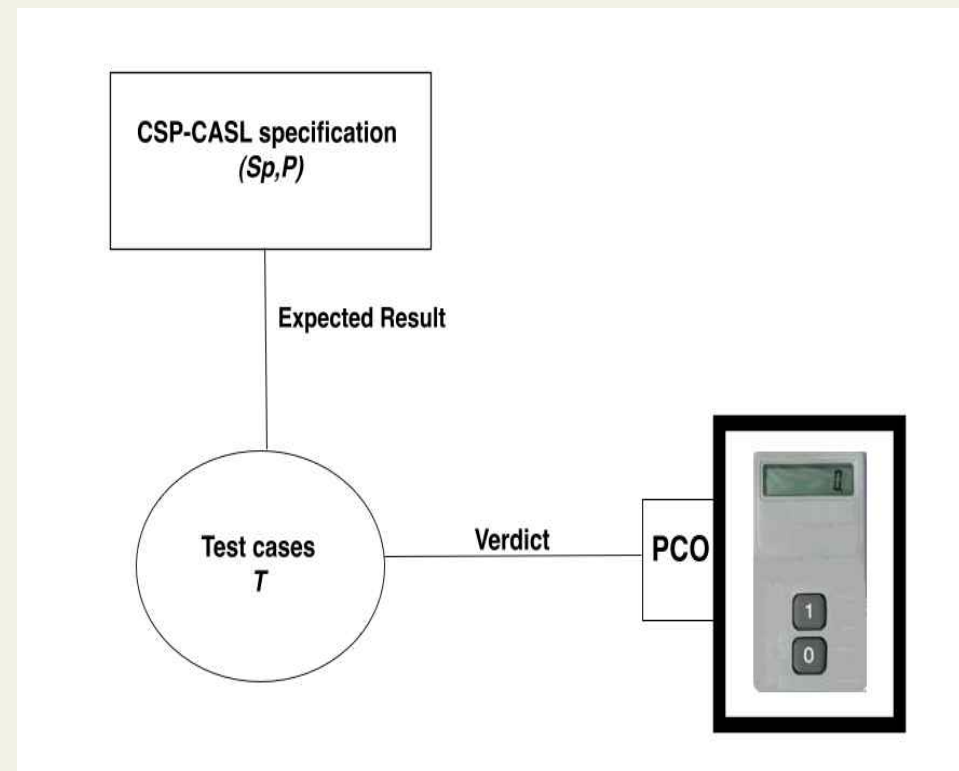 CSP-CASL specification
(Sp,P)
Expected Result
Test cases
T
Verdict
PCO
0
1
0